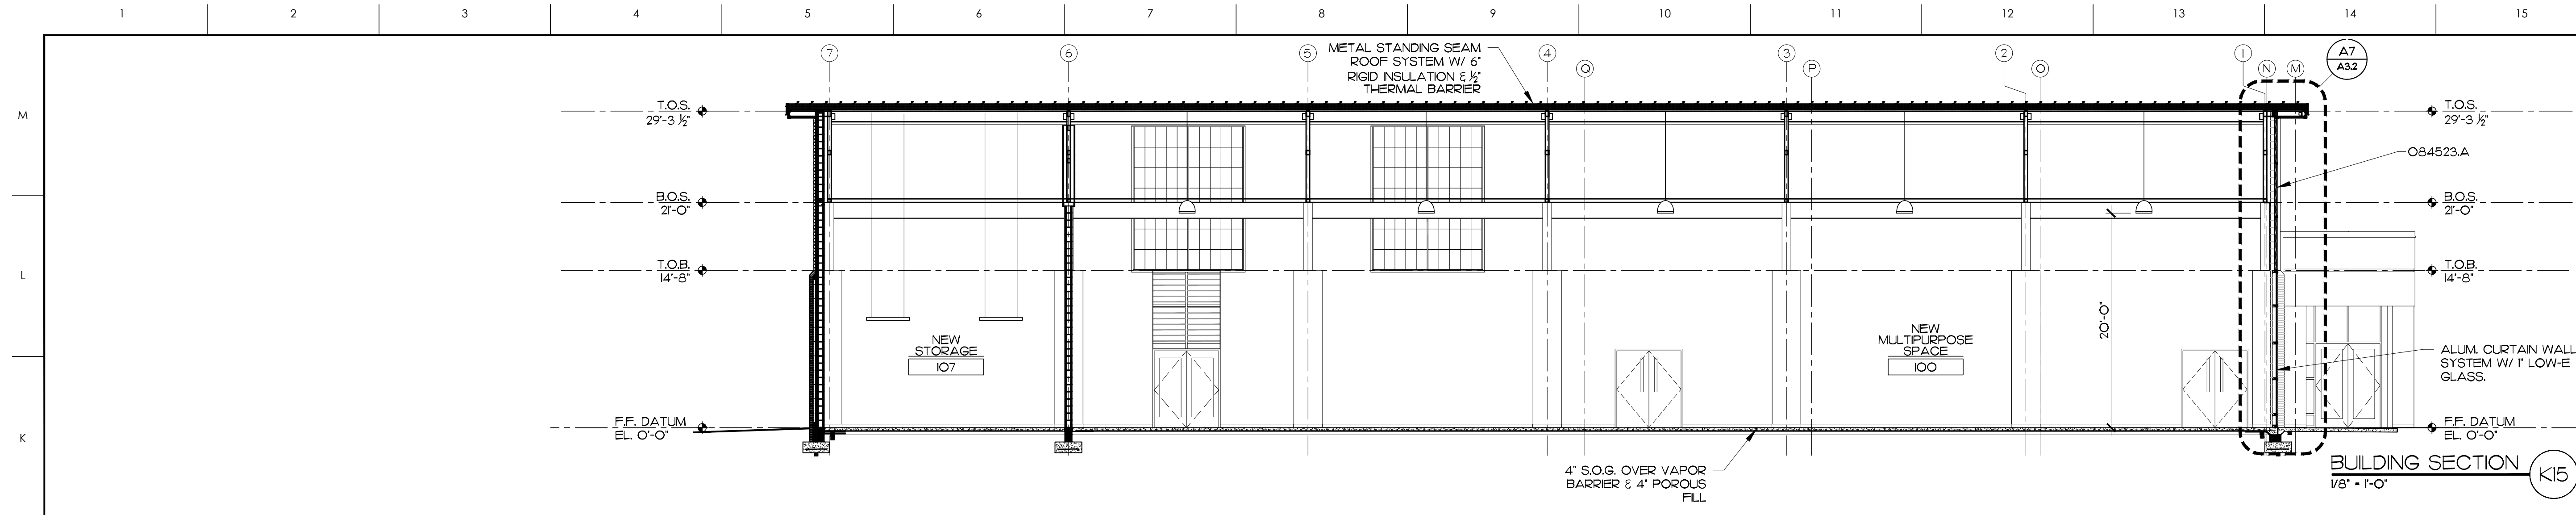 1 2 3 4 5 6 7 8 9 10 11 12 13 14 15
7 6 5 4 Q 3 P 2 O 1 N M
A7
A3.2
METAL STANDING SEAM
ROOF SYSTEM W/ 6"
RIGID INSULATION & ½"
THERMAL BARRIER
M
T.O.S.
29'-3 ½"
T.O.S.
29'-3 ½"
084523.A
B.O.S.
21'-0"
B.O.S.
21'-0"
L
T.O.B.
14'-8"
T.O.B.
14'-8"
20'-0"
NEW
STORAGE
107
NEW
MULTIPURPOSE
SPACE
100
ALUM. CURTAIN WALL
SYSTEM W/ 1" LOW-E
GLASS.
K
F.F. DATUM
EL. 0'-0"
F.F. DATUM
EL. 0'-0"
4" S.O.G. OVER VAPOR
BARRIER & 4" POROUS
FILL
BUILDING SECTION
1/8" = 1'-0"
K15